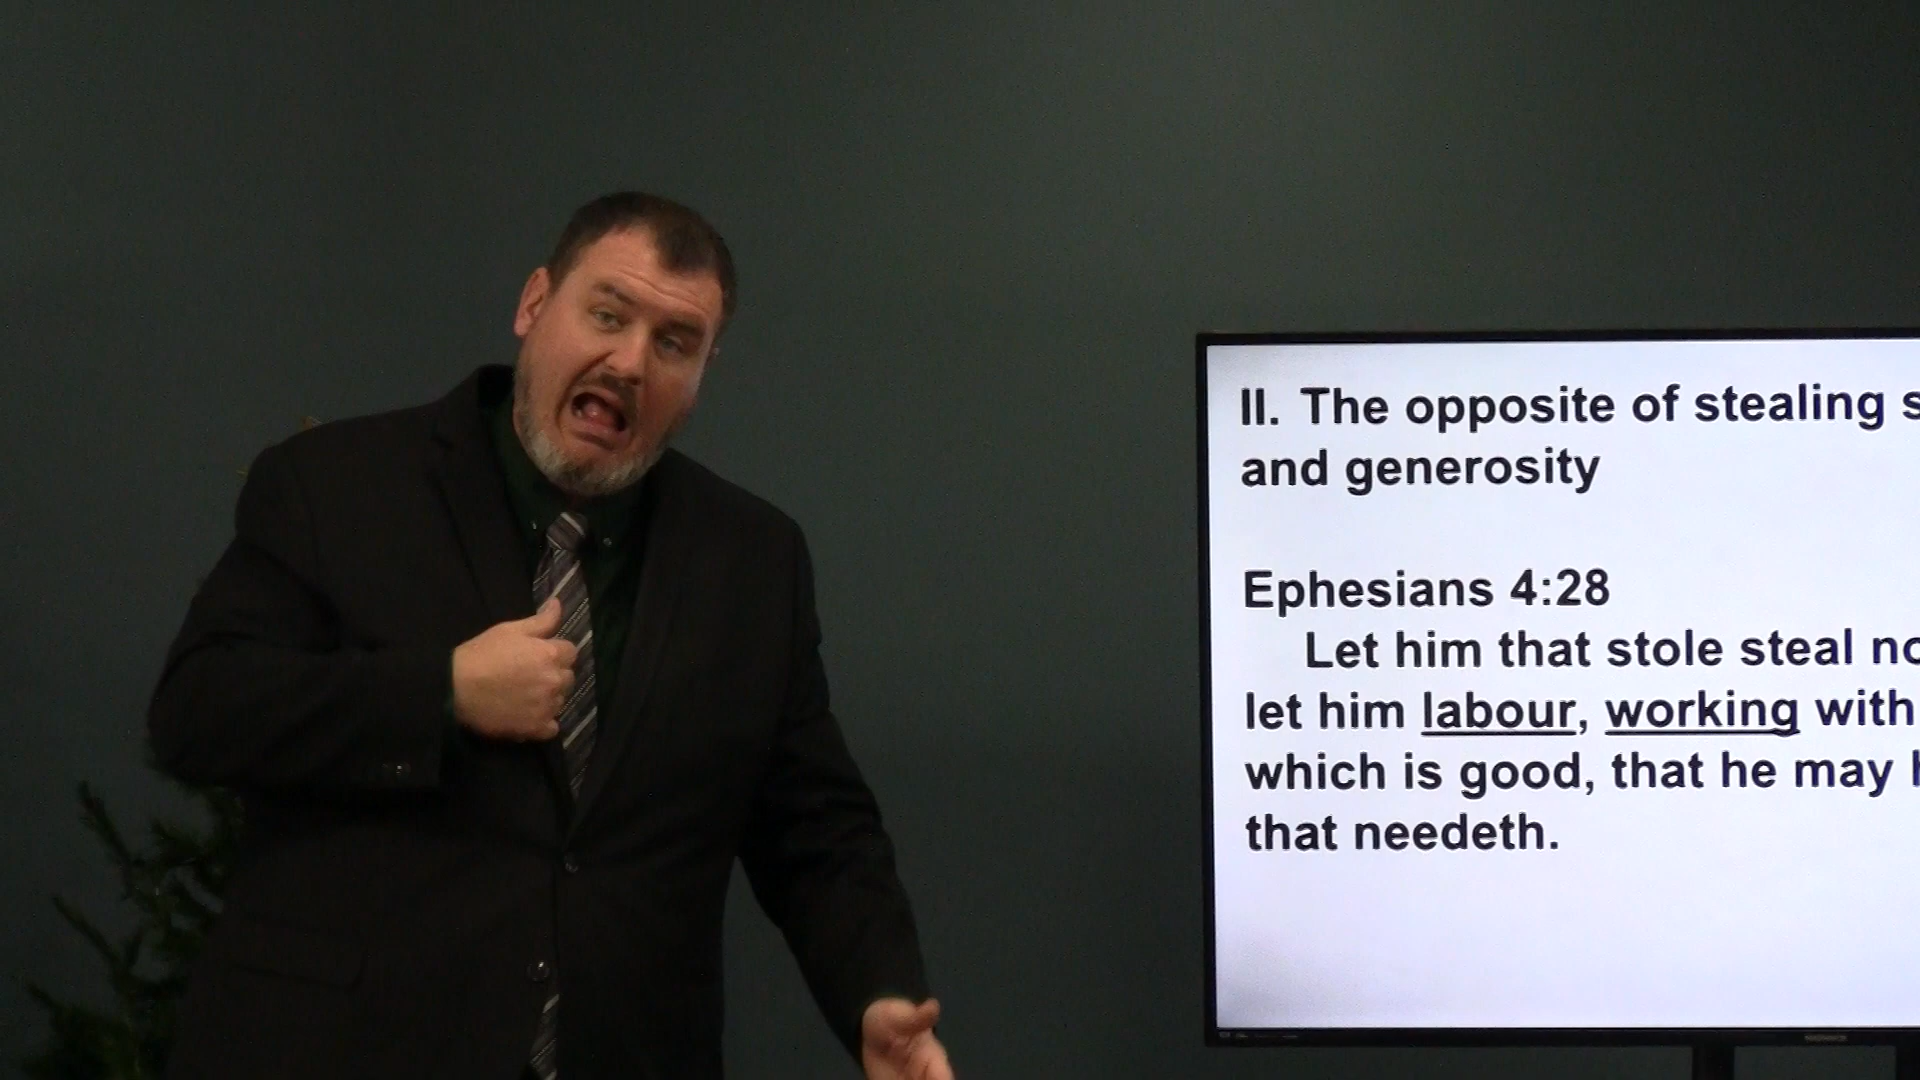 II. The opposite of stealing
and generosity
Ephesians 4:28
Let him that stole steal
let him labour, working with
which is good, that he may
that needeth.